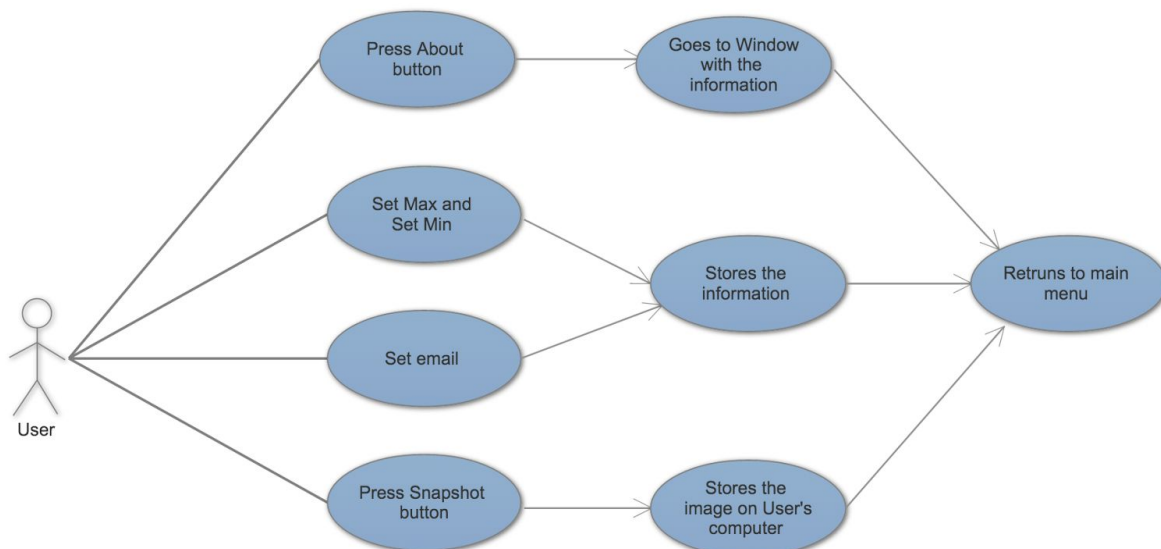 Press About
button
Goes to Window
with the
information
Set Max and
Set Min
Stores the
information
Retruns to main
menu
Set email
User
Press Snapshot
button
Stores the
image on User's
computer